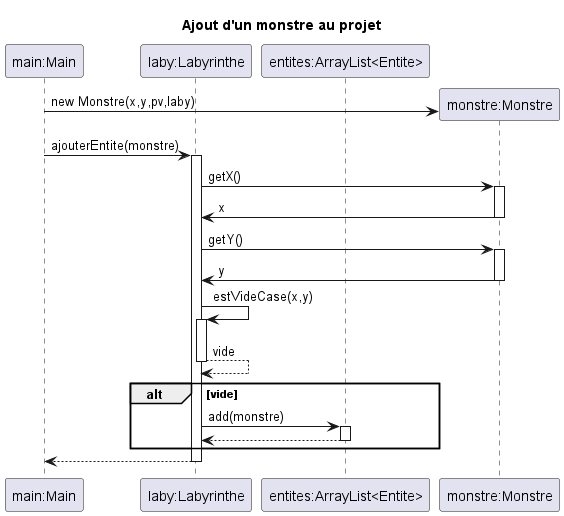 Ajout d'un monstre au projet
main:Main
laby:Labyrinthe
entites:ArrayList<Entite>
new Monstre(x,y,pv,laby)
monstre:Monstre
ajouterEntite(monstre)
getX()
x
getY()
y
estVideCase(x,y)
vide
alt
[vide]
add(monstre)
main:Main
laby:Labyrinthe
entites:ArrayList<Entite>
monstre:Monstre